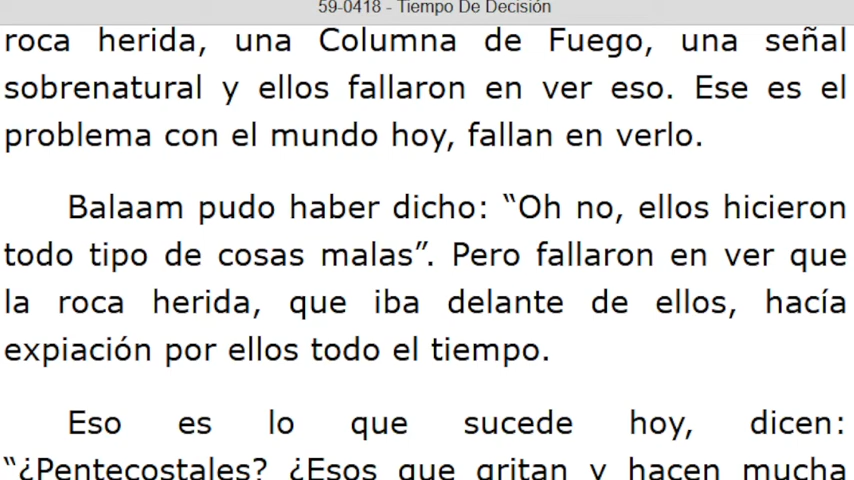 59-0418 - Tiempo De Decisión
roca herida, una Columna de Fuego, una señal
sobrenatural y ellos fallaron en ver eso. Ese es el
problema con el mundo hoy, fallan en verlo.
Balaam pudo haber dicho: “Oh no, ellos hicieron
todo tipo de cosas malas”. Pero fallaron en ver que
la roca herida, que iba delante de ellos, hacía
expiación por ellos todo el tiempo.
Eso es lo que sucede hoy, dicen:
“¿Pentecostales? ¿Esos que gritan y hacen mucha